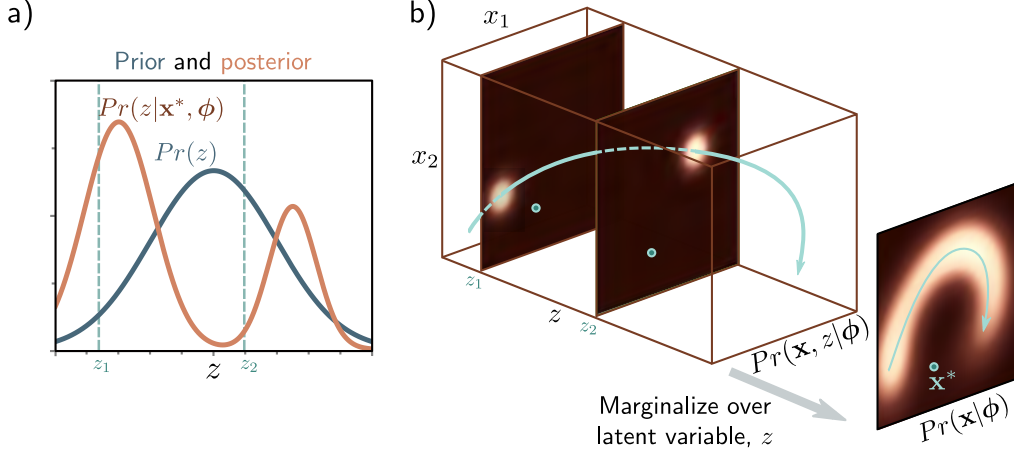 a)
Prior and posterior
Pr(z|x*, ϕ)
Pr(z)
z₁
z
z₂
b)
x₁
x₂
z₁
z
z₂
Pr(x, z|ϕ)
Marginalize over
latent variable, z
x*
Pr(x|ϕ)